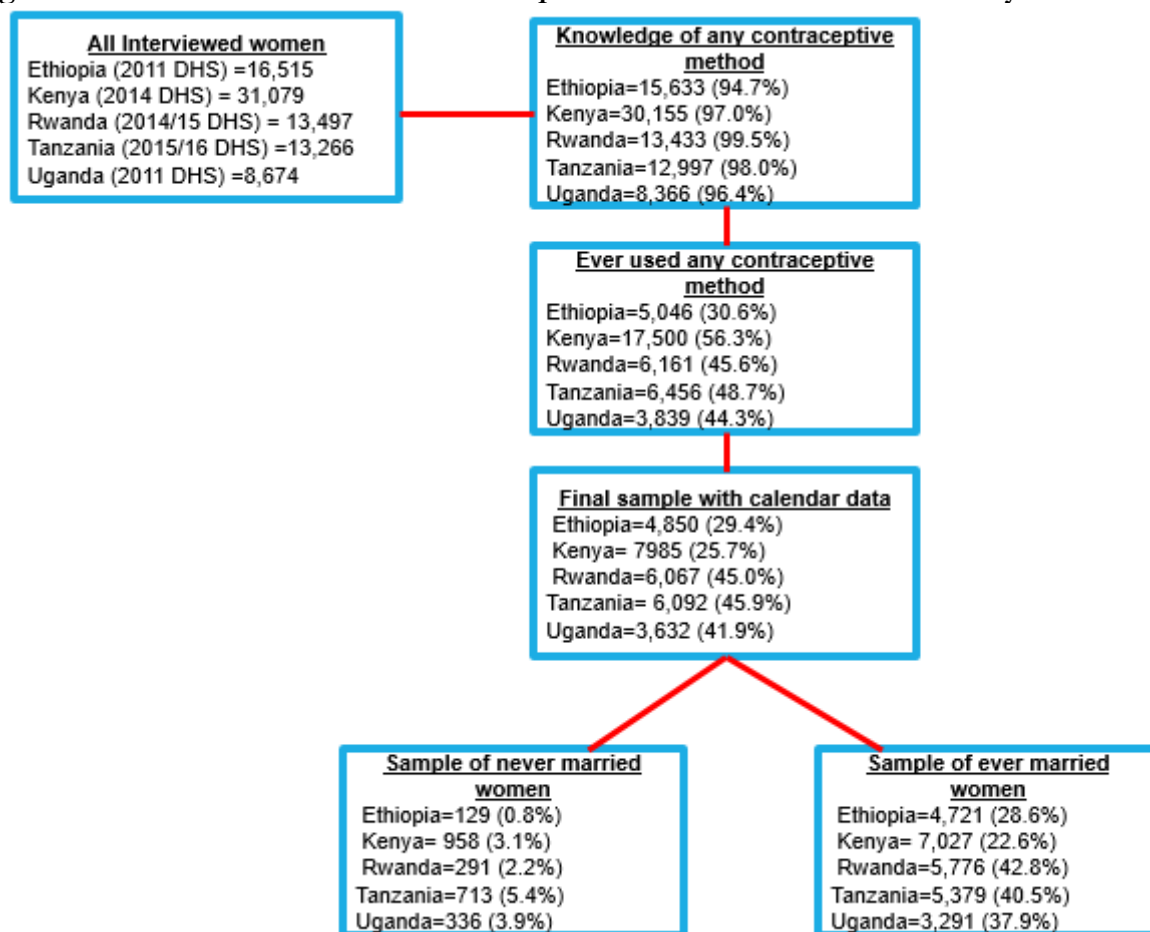 All Interviewed women
Ethiopia (2011 DHS) =16,515
Kenya (2014 DHS) = 31,079
Rwanda (2014/15 DHS) = 13,497
Tanzania (2015/16 DHS) =13,266
Uganda (2011 DHS) =8,674
Knowledge of any contraceptive
method
Ethiopia=15,633 (94.7%)
Kenya=30,155 (97.0%)
Rwanda=13,433 (99.5%)
Tanzania=12,997 (98.0%)
Uganda=8,366 (96.4%)
Ever used any contraceptive
method
Ethiopia=5,046 (30.6%)
Kenya=17,500 (56.3%)
Rwanda=6,161 (45.6%)
Tanzania=6,456 (48.7%)
Uganda=3,839 (44.3%)
Final sample with calendar data
Ethiopia=4,850 (29.4%)
Kenya= 7985 (25.7%)
Rwanda=6,067 (45.0%)
Tanzania= 6,092 (45.9%)
Uganda=3,632 (41.9%)
Sample of never married
women
Ethiopia=129 (0.8%)
Kenya= 958 (3.1%)
Rwanda=291 (2.2%)
Tanzania=713 (5.4%)
Uganda=336 (3.9%)
Sample of ever married
women
Ethiopia=4,721 (28.6%)
Kenya= 7,027 (22.6%)
Rwanda=5,776 (42.8%)
Tanzania=5,379 (40.5%)
Uganda=3,291 (37.9%)